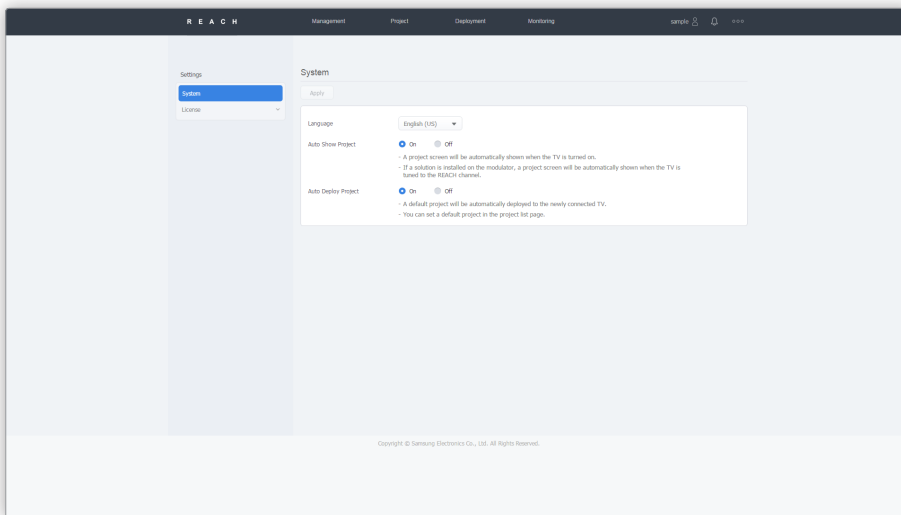 R E A C H Management Project Deployment Monitoring sample
Settings
System
License
System
Apply
Language English (US)
Auto Show Project On Off
- A project screen will be automatically shown when the TV is turned on.
- If a solution is installed on the modulator, a project screen will be automatically shown when the TV is
tuned to the REACH channel.
Auto Deploy Project On Off
- A default project will be automatically deployed to the newly connected TV.
- You can set a default project in the project list page.
Copyright © Samsung Electronics Co., Ltd. All Rights Reserved.